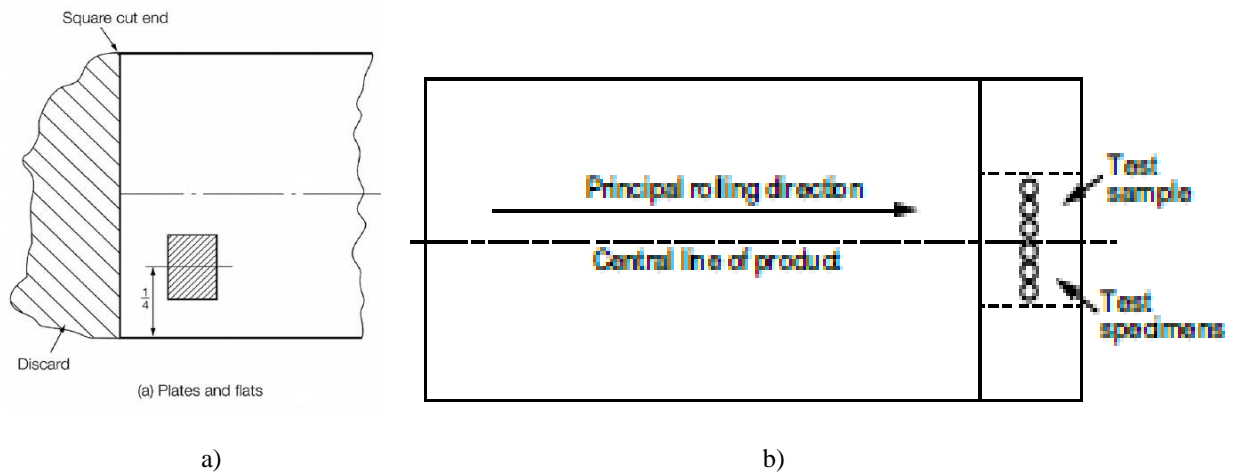 Square cut end
1
4
Discard
(a) Plates and flats
Principal rolling direction
Central line of product
Test
sample
Test
specimens
a)
b)